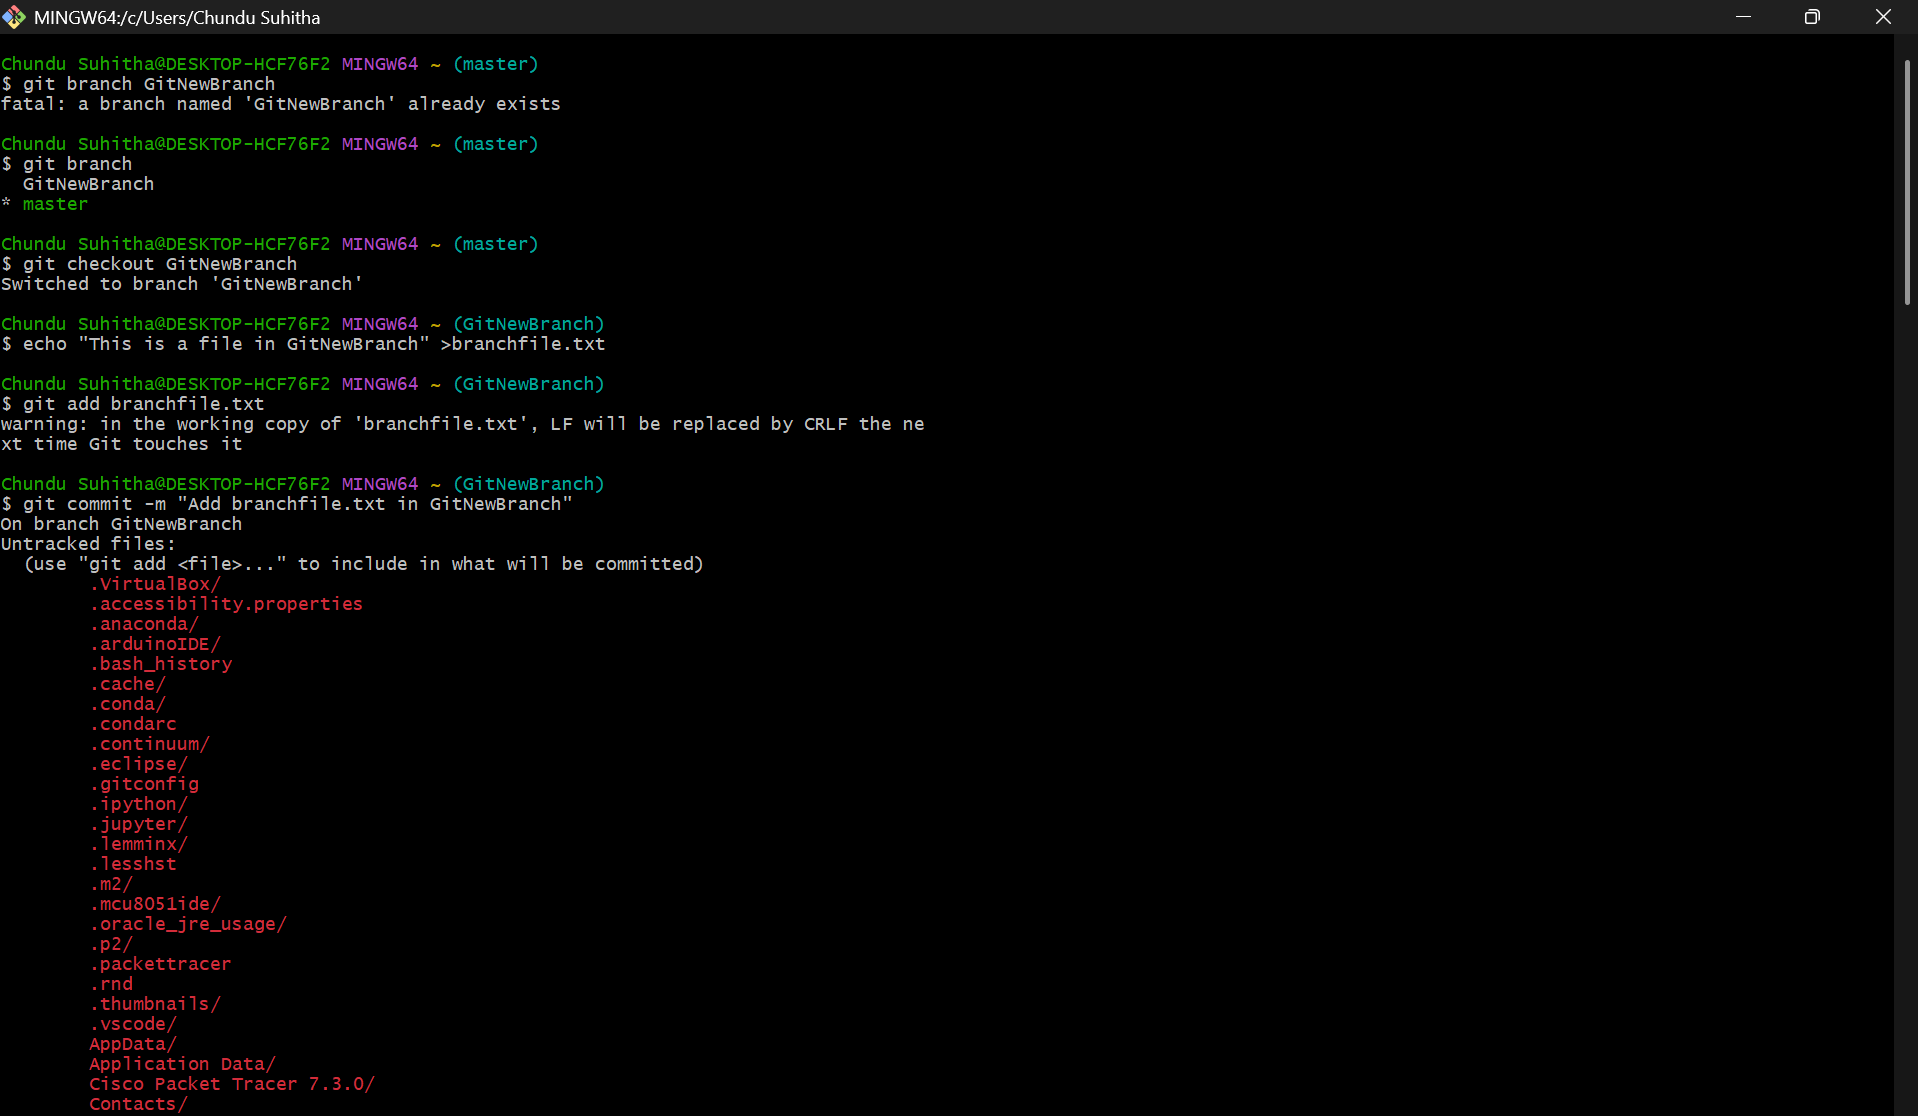 MINGW64:/c/Users/Chundu Suhitha
Chundu Suhitha@DESKTOP-HCF76F2 MINGW64 ~ (master)
$ git branch GitNewBranch
fatal: a branch named 'GitNewBranch' already exists
Chundu Suhitha@DESKTOP-HCF76F2 MINGW64 ~ (master)
$ git branch
  GitNewBranch
* master
Chundu Suhitha@DESKTOP-HCF76F2 MINGW64 ~ (master)
$ git checkout GitNewBranch
Switched to branch 'GitNewBranch'
Chundu Suhitha@DESKTOP-HCF76F2 MINGW64 ~ (GitNewBranch)
$ echo "This is a file in GitNewBranch" >branchfile.txt
Chundu Suhitha@DESKTOP-HCF76F2 MINGW64 ~ (GitNewBranch)
$ git add branchfile.txt
warning: in the working copy of 'branchfile.txt', LF will be replaced by CRLF the ne
xt time Git touches it
Chundu Suhitha@DESKTOP-HCF76F2 MINGW64 ~ (GitNewBranch)
$ git commit -m "Add branchfile.txt in GitNewBranch"
On branch GitNewBranch
Untracked files:
  (use "git add <file>..." to include in what will be committed)
        .VirtualBox/
        .accessibility.properties
        .anaconda/
        .arduinoIDE/
        .bash_history
        .cache/
        .conda/
        .condarc
        .continuum/
        .eclipse/
        .gitconfig
        .ipython/
        .jupyter/
        .lemminx/
        .lesshst
        .m2/
        .mcu8051ide/
        .oracle_jre_usage/
        .p2/
        .packettracer
        .rnd
        .thumbnails/
        .vscode/
        AppData/
        Application Data/
        Cisco Packet Tracer 7.3.0/
        Contacts/